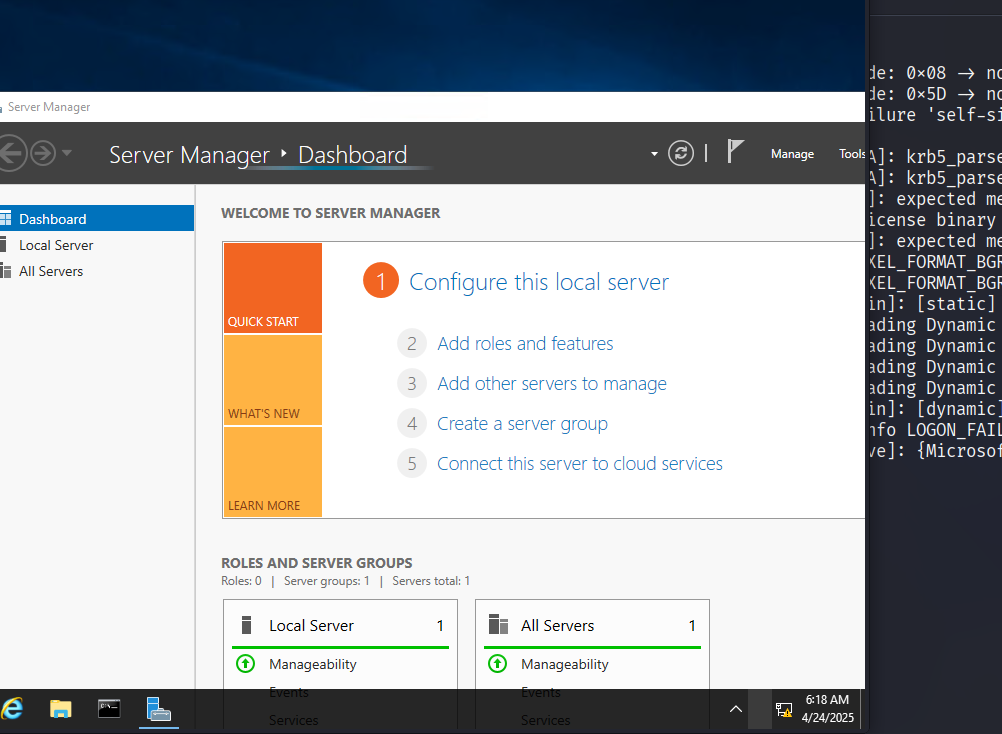 Server Manager
Server Manager ‣ Dashboard
Manage
Tools
Dashboard
Local Server
All Servers
WELCOME TO SERVER MANAGER
QUICK START
WHAT'S NEW
LEARN MORE
1 Configure this local server
2 Add roles and features
3 Add other servers to manage
4 Create a server group
5 Connect this server to cloud services
ROLES AND SERVER GROUPS
Roles: 0 | Server groups: 1 | Servers total: 1
Local Server 1
Manageability
Events
Services
All Servers 1
Manageability
Events
Services
6:18 AM
4/24/2025
de: 0×08 → no
de: 0×5D → no
ilure 'self-si
A]: krb5_parse
A]: krb5_parse
]: expected me
icense binary
]: expected me
XEL_FORMAT_BGR
XEL_FORMAT_BGR
in]: [static]
ading Dynamic
ading Dynamic
ading Dynamic
ading Dynamic
in]: [dynamic]
nfo LOGON_FAIL
ve]: {Microsof